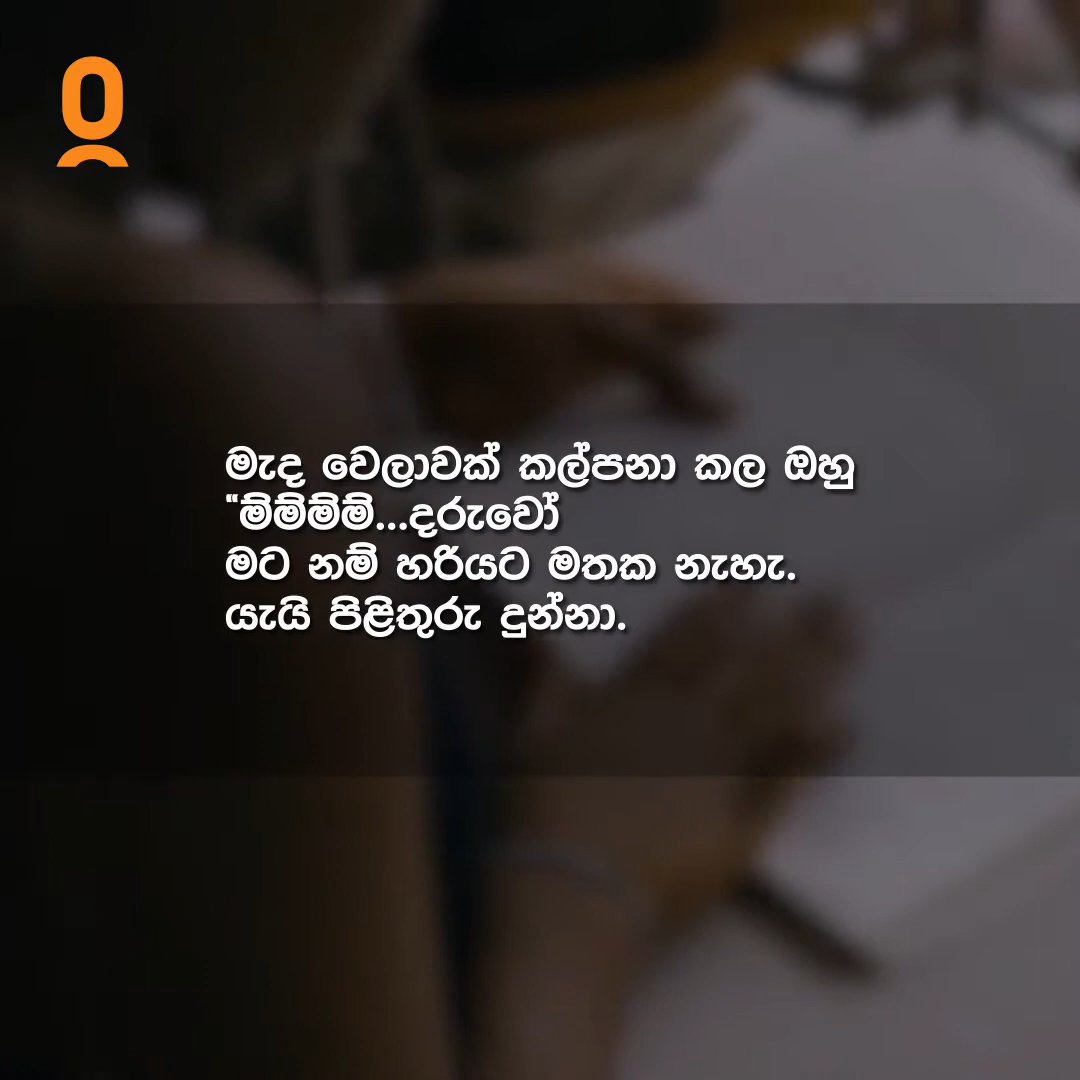 මැද වෙලාවක් කල්පනා කල ඔහු
“ම්ම්ම්ම්...දරුවෝ
මට නම් හරියට මතක නැහැ.
යැයි පිළිතුරු දුන්නා.